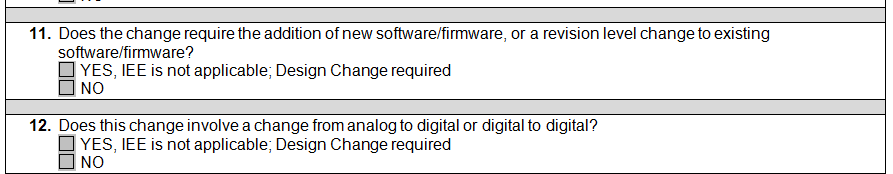 11. Does the change require the addition of new software/firmware, or a revision level change to existing
software/firmware?
YES, IEE is not applicable; Design Change required
NO
12. Does this change involve a change from analog to digital or digital to digital?
YES, IEE is not applicable; Design Change required
NO